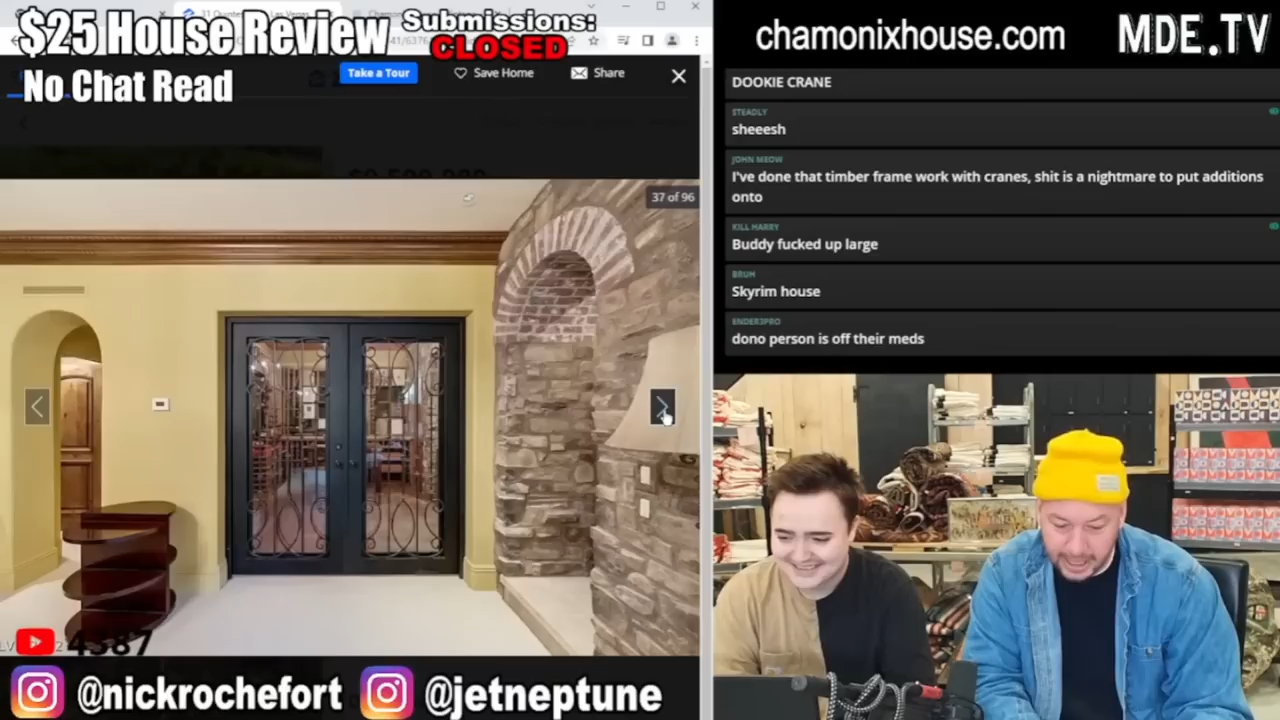 $25 House Review
Submissions:
CLOSED
No Chat Read
Take a Tour
Save Home
Share
37 of 96
4387
@nickrochefort
@jetneptune
chamonixhouse.com
MDE.TV
DOOKIE CRANE
STEADLY
sheeesh
JOHN MEOW
I've done that timber frame work with cranes, shit is a nightmare to put additions
onto
KILL HARRY
Buddy fucked up large
BRUH
Skyrim house
ENDER3PRO
dono person is off their meds